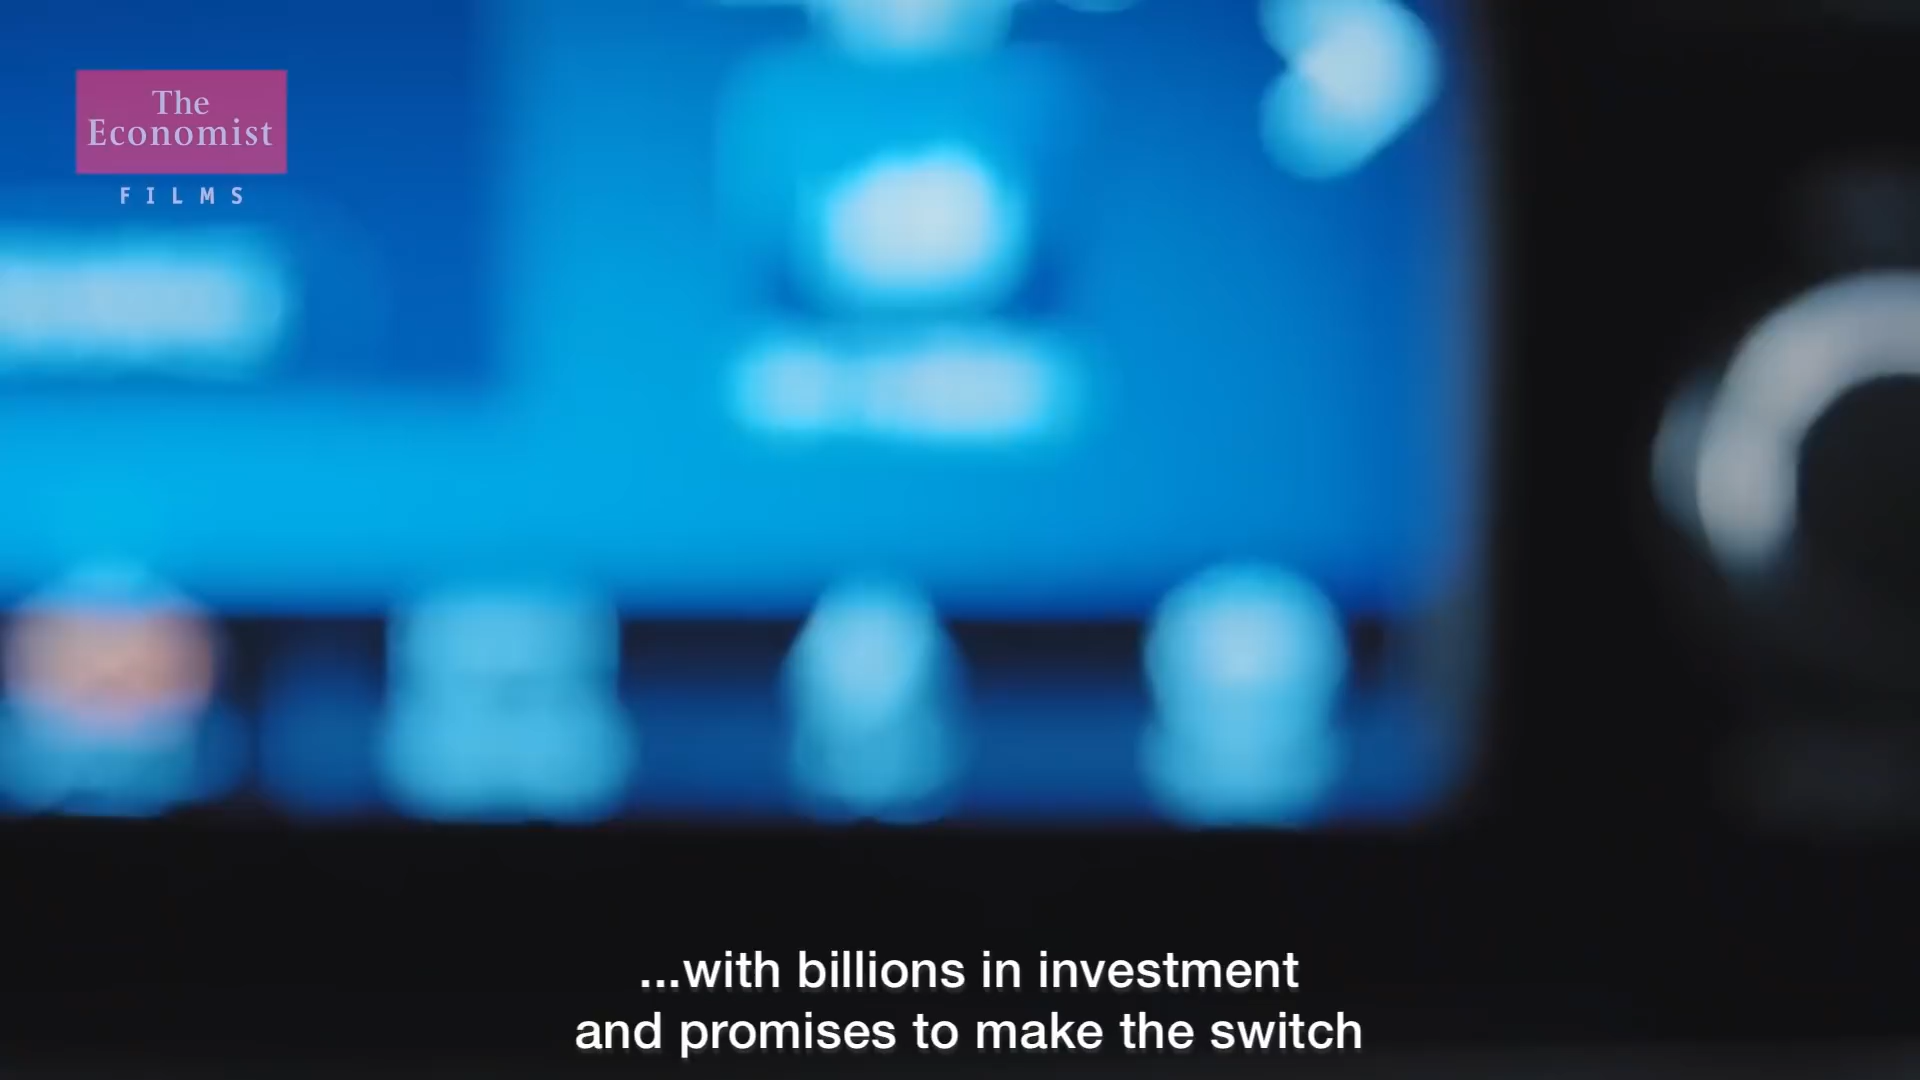 The
Economist
FILMS
...with billions in investment
and promises to make the switch